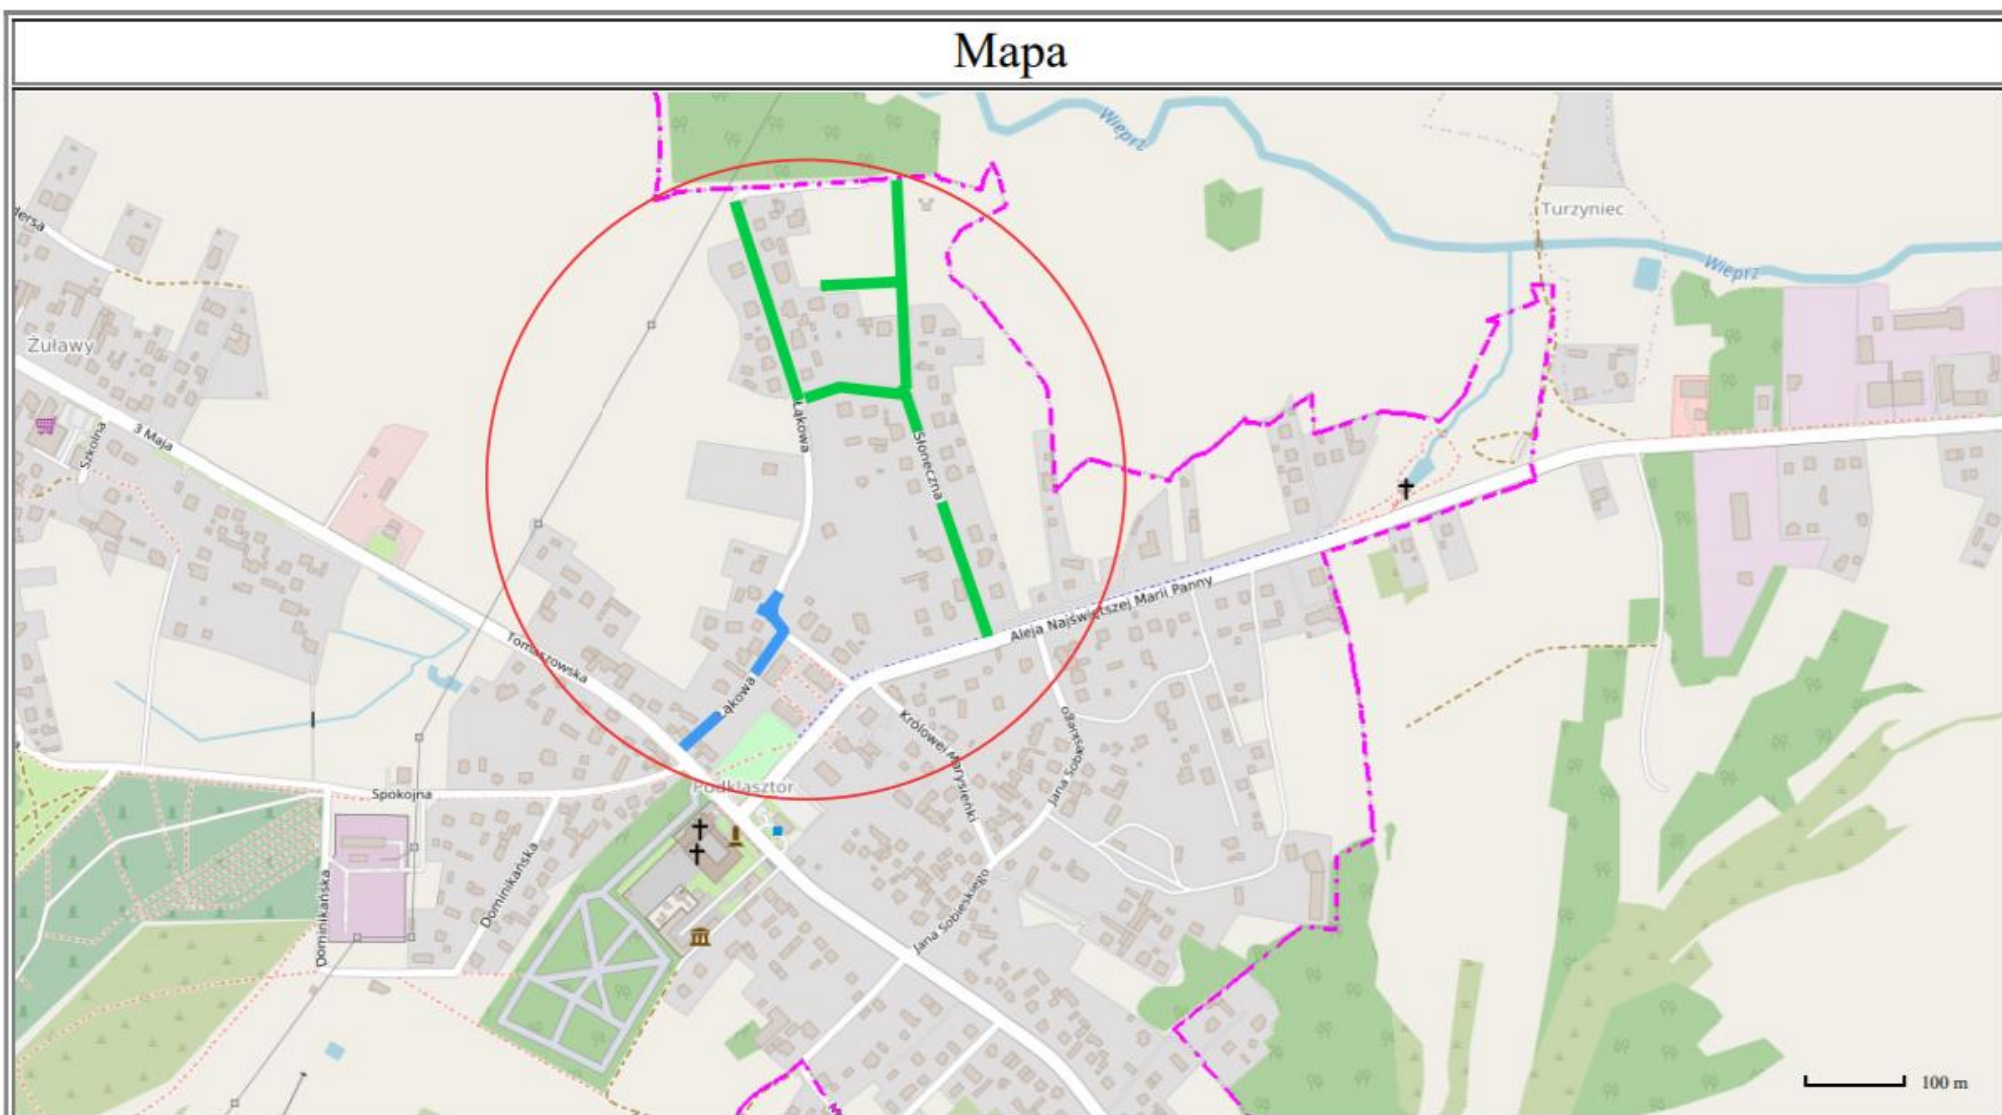 Mapa
Wieprz
Turzyniec
Wieprz
Żuławy
Szkolna
3 Maja
Łąkowa
Słoneczna
Aleja Najświętszej Marii Panny
Tomaszowska
Królowej Marysieńki
Jana Sobieskiego
Podklasztor
Spokojna
Dominikańska
Dominikańska
Jana Sobieskiego
100 m